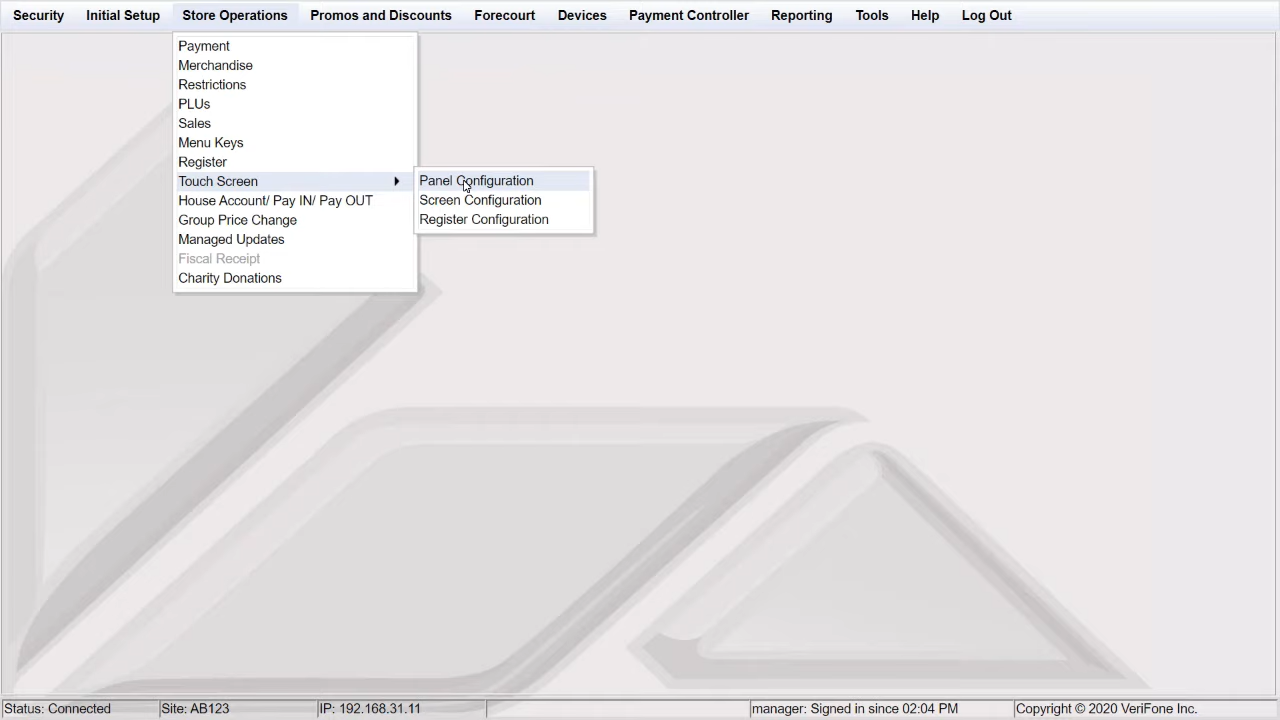 Security Initial Setup Store Operations Promos and Discounts Forecourt Devices Payment Controller Reporting Tools Help Log Out
Payment
Merchandise
Restrictions
PLUs
Sales
Menu Keys
Register
Touch Screen
House Account/ Pay IN/ Pay OUT
Group Price Change
Managed Updates
Fiscal Receipt
Charity Donations
Panel Configuration
Screen Configuration
Register Configuration
Status: Connected Site: AB123 IP: 192.168.31.11 manager: Signed in since 02:04 PM Copyright © 2020 VeriFone Inc.